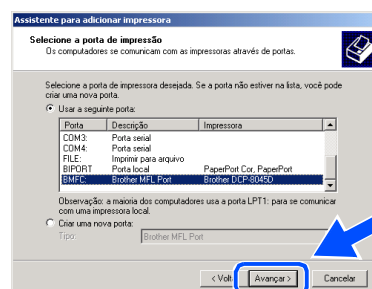 Assistente para adicionar impressora
Selecione a porta de impressão
Os computadores se comunicam com as impressoras através de portas.
Selecione a porta de impressora desejada. Se a porta não estiver na lista, você pode
criar uma nova porta.
Usar a seguinte porta:
Porta Descrição Impressora
COM3: Porta serial
COM4: Porta serial
FILE: Imprimir para arquivo
BIPORT Porta local PaperPort Cor, PaperPort
BMFC: Brother MFL Port Brother DCP-8045D
Observação: a maioria dos computadores usa a porta LPT1: para se comunicar
com uma impressora local.
Criar uma nova porta:
Tipo: Brother MFL Port
< Volt Avançar > Cancelar